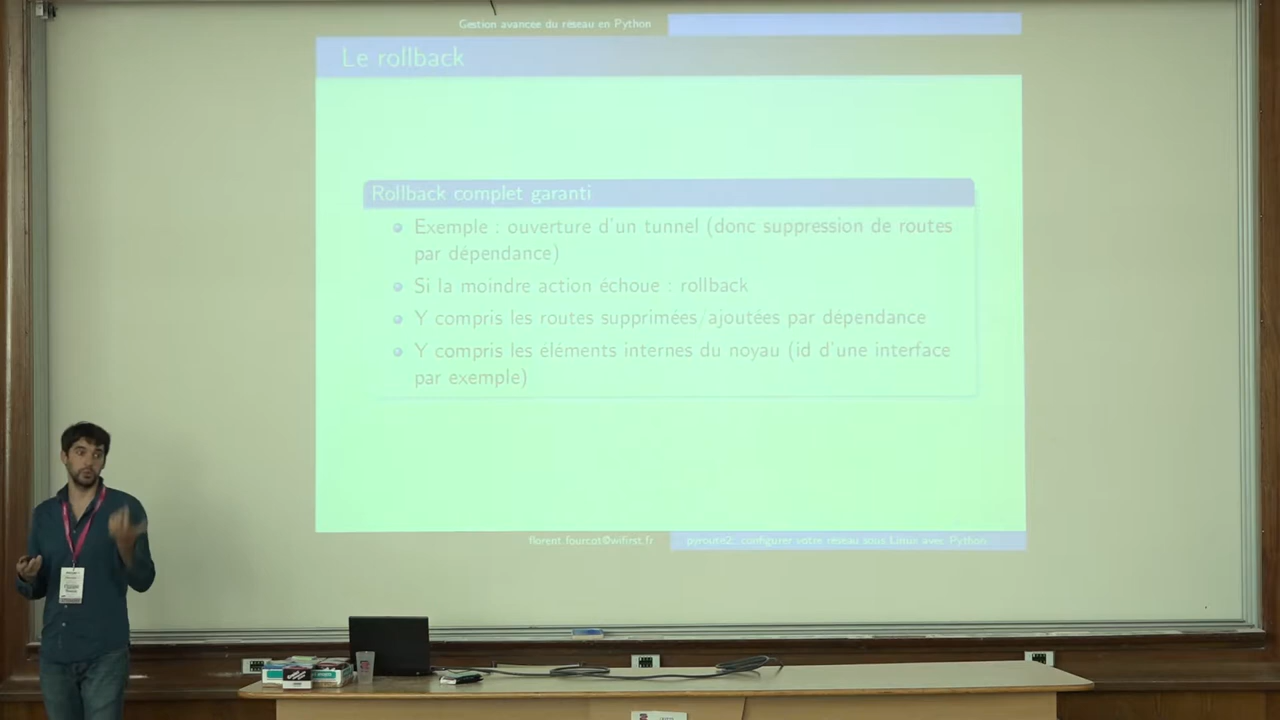 Gestion avancée du réseau en Python
Le rollback
Rollback complet garanti
Exemple : ouverture d'un tunnel (donc suppression de routes
par dépendance)
Si la moindre action échoue : rollback
Y compris les routes supprimées/ajoutées par dépendance
Y compris les éléments internes du noyau (id d'une interface
par exemple)
florent.fourcot@wifirst.fr
pyroute2, configurer votre réseau sous Linux avec Python